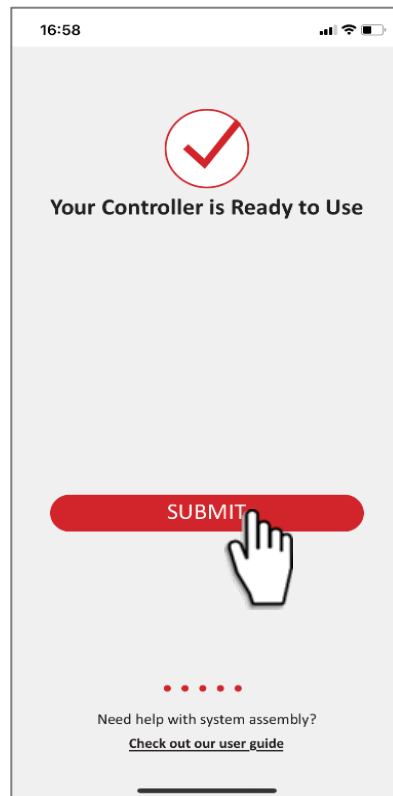 16:58
Your Controller is Ready to Use
SUBMIT
Need help with system assembly?
Check out our user guide